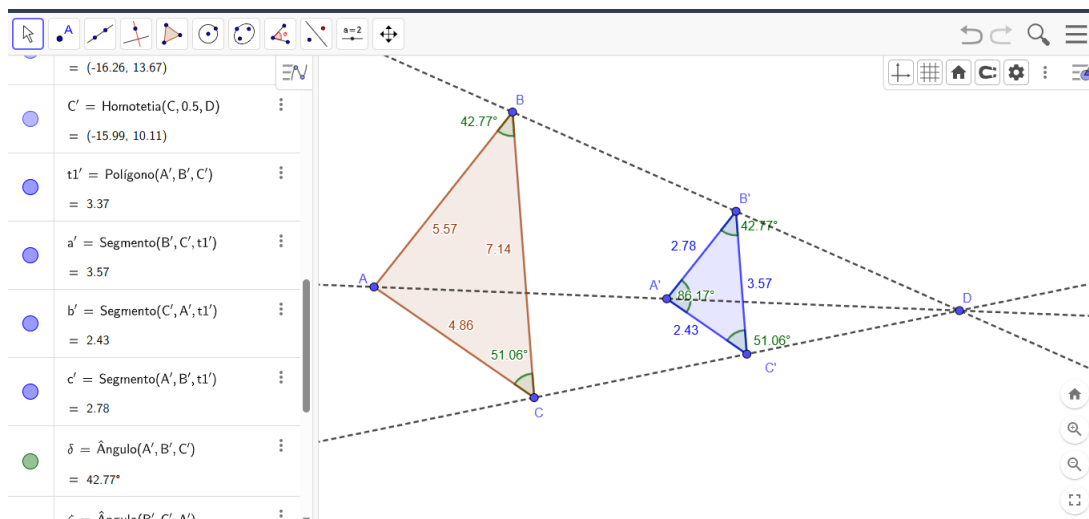 A
a=2
= (-16.26, 13.67)
C′ = Homotetia(C, 0.5, D)
= (-15.99, 10.11)
t1′ = Polígono(A′, B′, C′)
= 3.37
a′ = Segmento(B′, C′, t1′)
= 3.57
b′ = Segmento(C′, A′, t1′)
= 2.43
c′ = Segmento(A′, B′, t1′)
= 2.78
δ = Ângulo(A′, B′, C′)
= 42.77°
= Ângulo(B′, C′, A′)
B
42.77°
5.57
7.14
A
4.86
51.06°
C
B'
42.77°
2.78
A'
86.17°
3.57
2.43
51.06°
C'
D